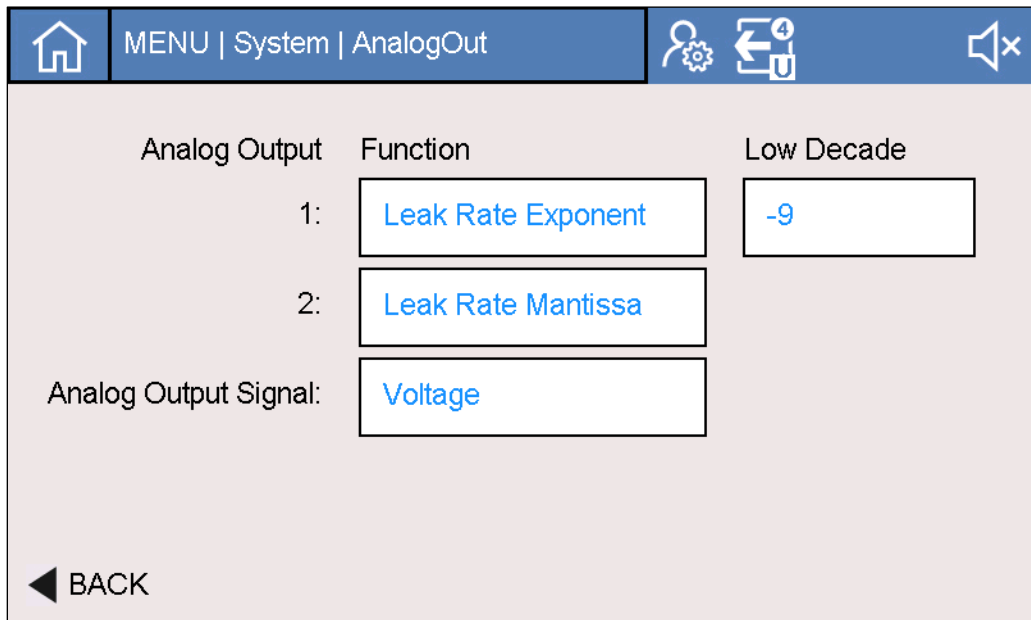 MENU | System | AnalogOut
4
U
Analog Output Function Low Decade
1: Leak Rate Exponent -9
2: Leak Rate Mantissa
Analog Output Signal: Voltage
BACK